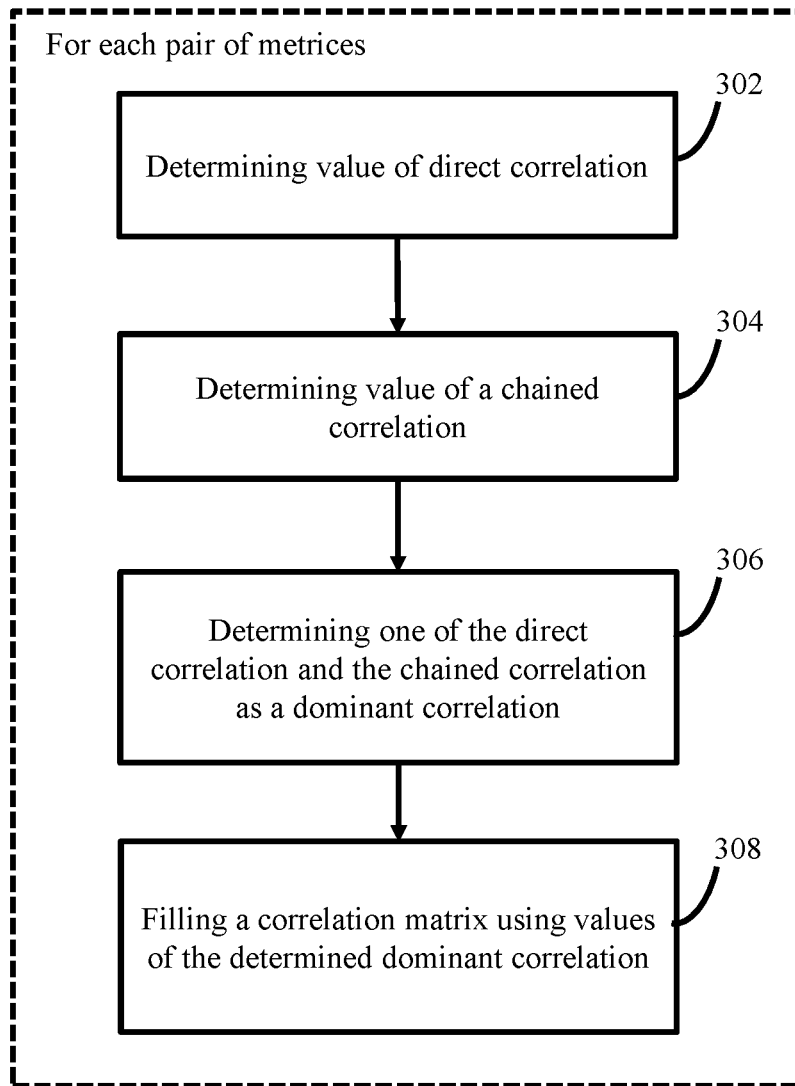 For each pair of metrices
302
Determining value of direct correlation
304
Determining value of a chained
correlation
306
Determining one of the direct
correlation and the chained correlation
as a dominant correlation
308
Filling a correlation matrix using values
of the determined dominant correlation